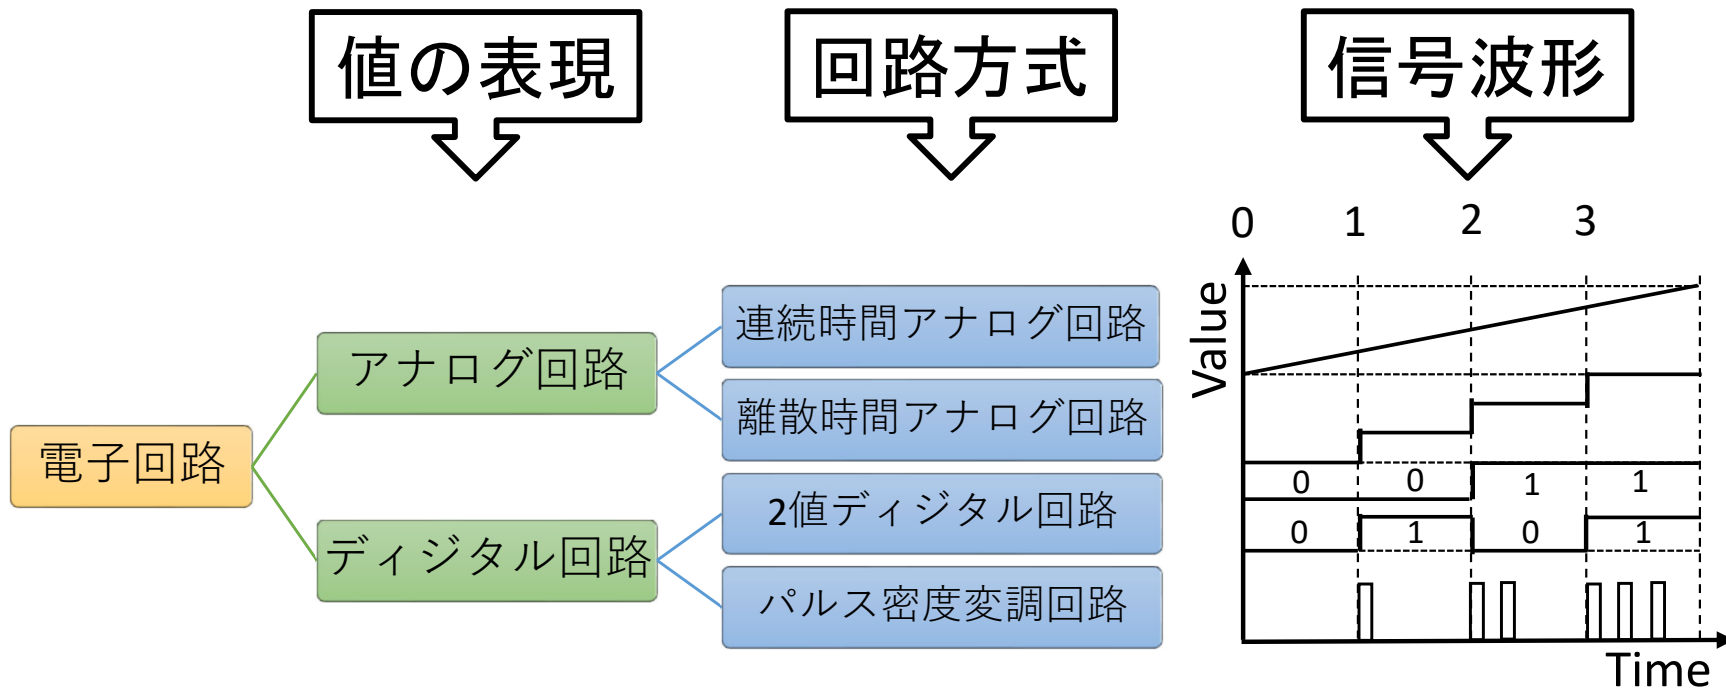 値の表現
回路方式
信号波形
0 1 2 3
Value
電子回路
アナログ回路
ディジタル回路
連続時間アナログ回路
離散時間アナログ回路
2値ディジタル回路
パルス密度変調回路
0 0 1 1
0 1 0 1
Time